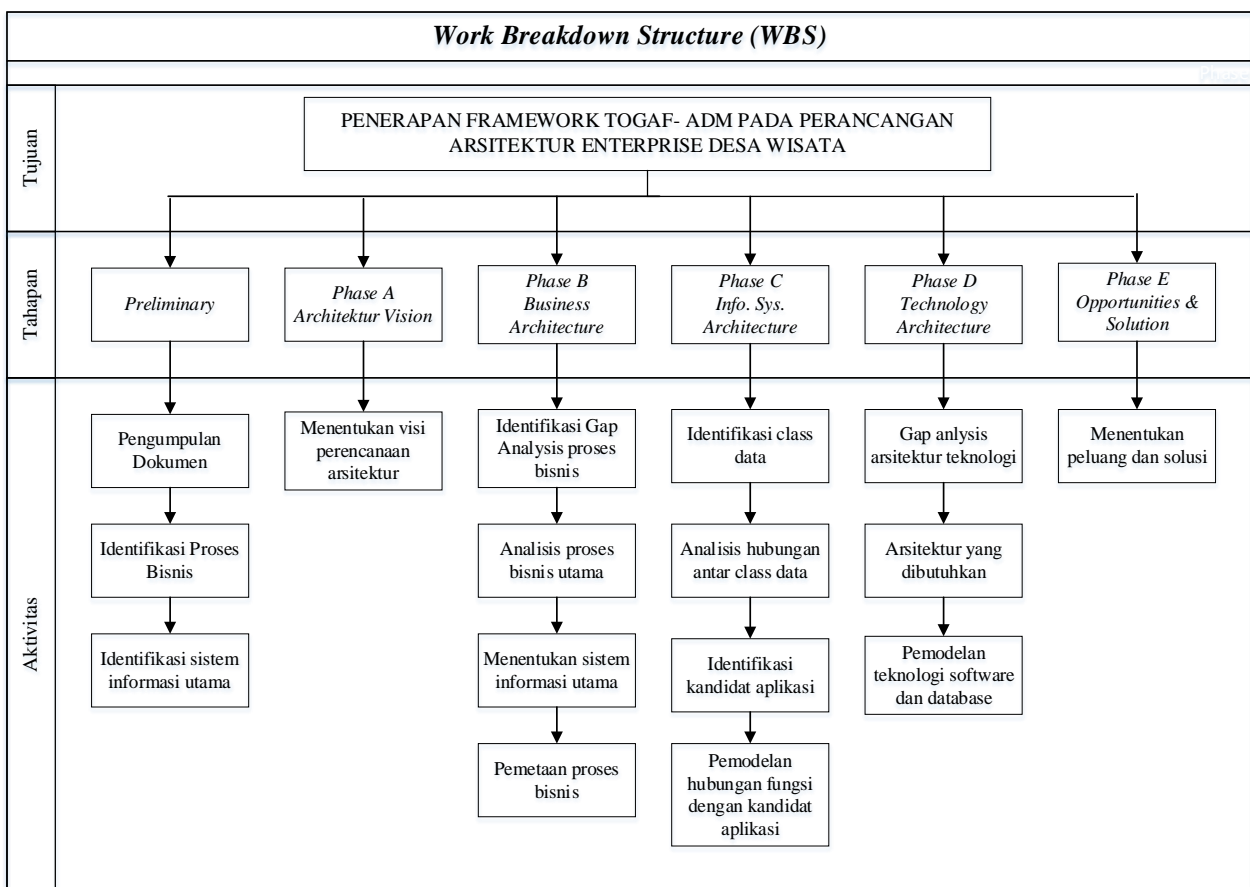 Work Breakdown Structure (WBS)
Phase
Tujuan
PENERAPAN FRAMEWORK TOGAF- ADM PADA PERANCANGAN
ARSITEKTUR ENTERPRISE DESA WISATA
Tahapan
Preliminary
Phase A
Architektur Vision
Phase B
Business
Architecture
Phase C
Info. Sys.
Architecture
Phase D
Technology
Architecture
Phase E
Opportunities &
Solution
Aktivitas
Pengumpulan
Dokumen
Identifikasi Proses
Bisnis
Identifikasi sistem
informasi utama
Menentukan visi
perencanaan
arsitektur
Identifikasi Gap
Analysis proses
bisnis
Analisis proses
bisnis utama
Menentukan sistem
informasi utama
Pemetaan proses
bisnis
Identifikasi class
data
Analisis hubungan
antar class data
Identifikasi
kandidat aplikasi
Pemodelan
hubungan fungsi
dengan kandidat
aplikasi
Gap anlysis
arsitektur teknologi
Arsitektur yang
dibutuhkan
Pemodelan
teknologi software
dan database
Menentukan
peluang dan solusi